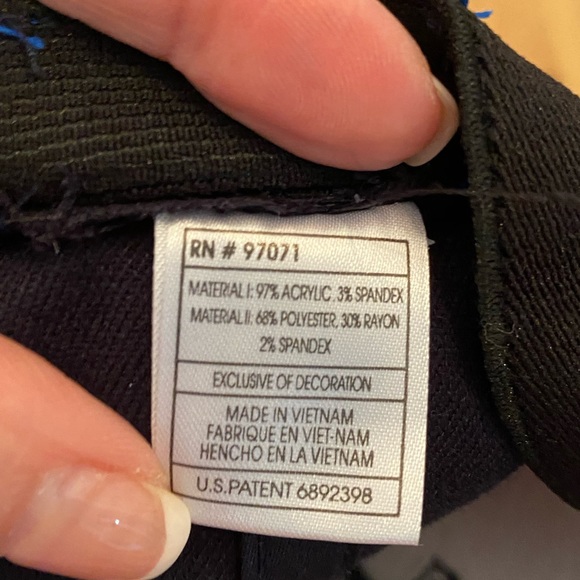 RN # 97071
MATERIAL I: 97% ACRYLIC, 3% SPANDEX
MATERIAL II: 68% POLYESTER, 30% RAYON
2% SPANDEX
EXCLUSIVE OF DECORATION
MADE IN VIETNAM
FABRIQUE EN VIET-NAM
HENCHO EN LA VIETNAM
U.S.PATENT 6892398